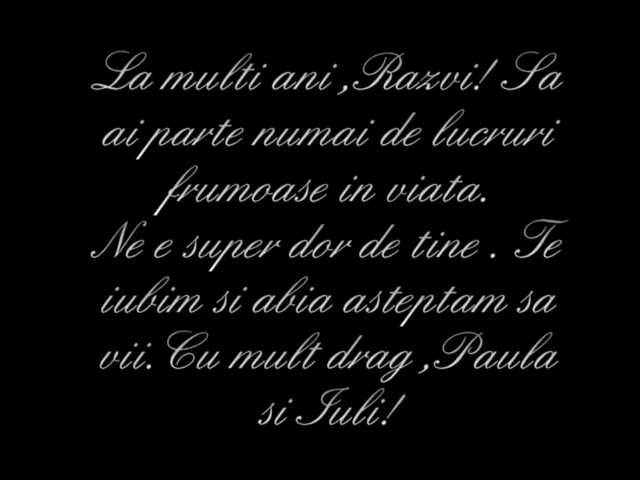 La multi ani ,Razvi! Sa
ai parte numai de lucruri
frumoase in viata.
Ne e super dor de tine . Te
iubim si abia asteptam sa
vii. Cu mult drag ,Paula
si Iuli!